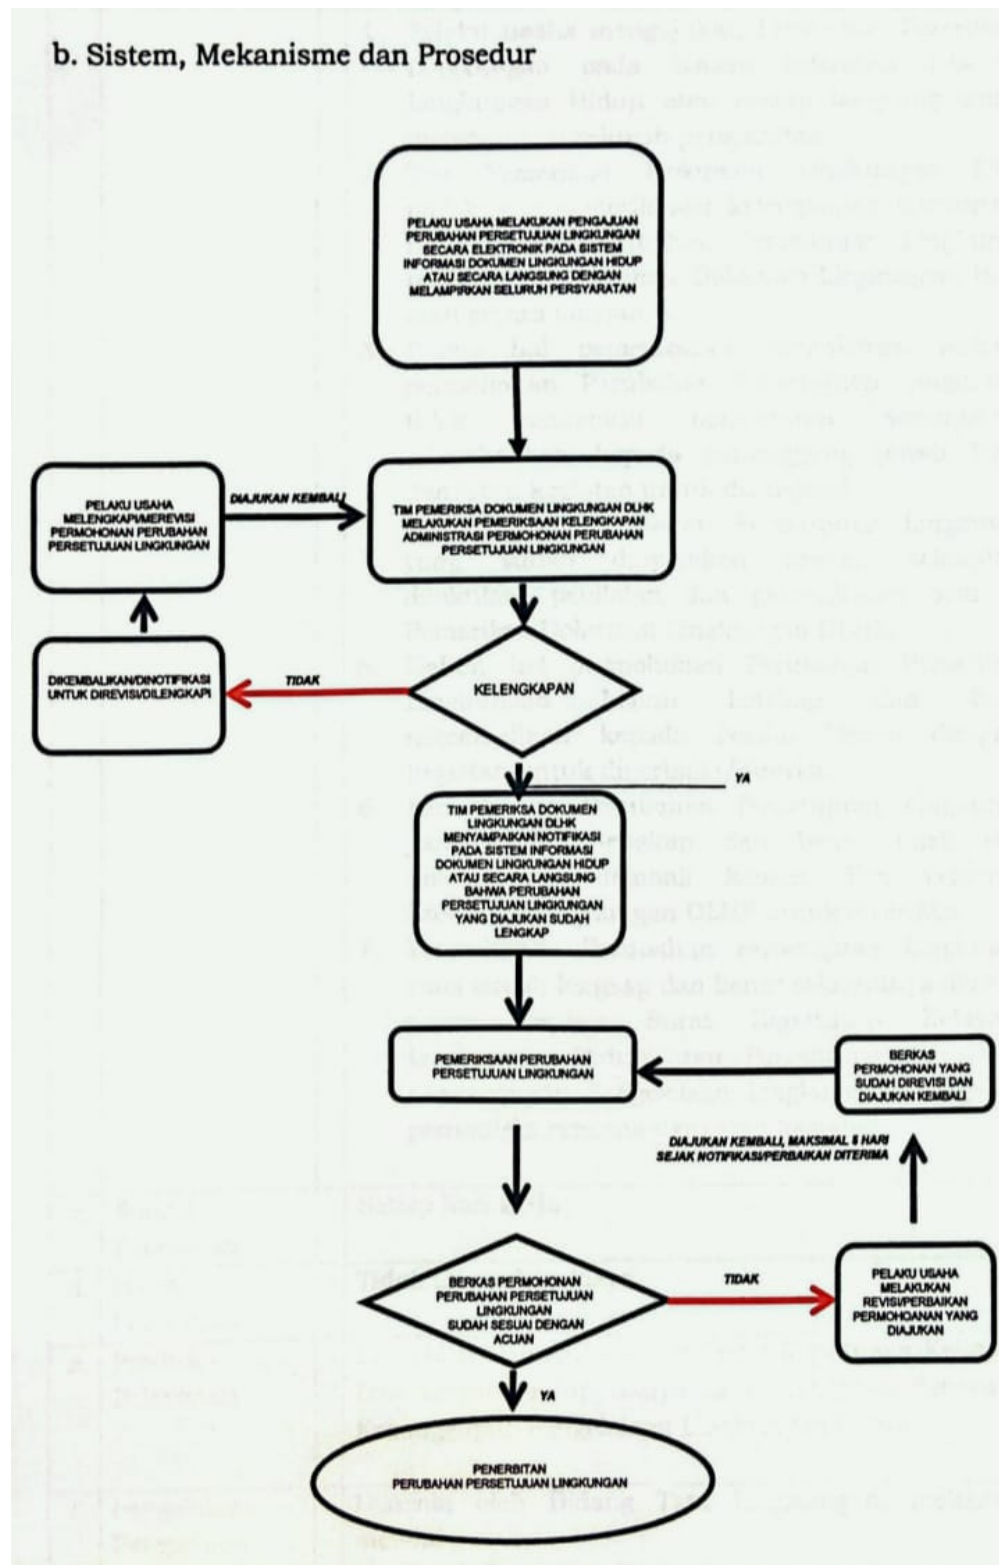 b. Sistem, Mekanisme dan Prosedur
PELAKU USAHA MELAKUKAN PENGAJUAN
PERUBAHAN PERSETUJUAN LINGKUNGAN
SECARA ELEKTRONIK PADA SISTEM
INFORMASI DOKUMEN LINGKUNGAN HIDUP
ATAU SECARA LANGSUNG DENGAN
MELAMPIRKAN SELURUH PERSYARATAN
PELAKU USAHA
MELENGKAPI/MEREVISI
PERMOHONAN PERUBAHAN
PERSETUJUAN LINGKUNGAN
DIAJUKAN KEMBALI
TIM PEMERIKSA DOKUMEN LINGKUNGAN DLHK
MELAKUKAN PEMERIKSAAN KELENGKAPAN
ADMINISTRASI PERMOHONAN PERUBAHAN
PERSETUJUAN LINGKUNGAN
DIKEMBALIKAN/DINOTIFIKASI
UNTUK DIREVISI/DILENGKAPI
TIDAK
KELENGKAPAN
YA
TIM PEMERIKSA DOKUMEN
LINGKUNGAN DLHK
MENYAMPAIKAN NOTIFIKASI
PADA SISTEM INFORMASI
DOKUMEN LINGKUNGAN HIDUP
ATAU SECARA LANGSUNG
BAHWA PERUBAHAN
PERSETUJUAN LINGKUNGAN
YANG DIAJUKAN SUDAH
LENGKAP
PEMERIKSAAN PERUBAHAN
PERSETUJUAN LINGKUNGAN
BERKAS
PERMOHONAN YANG
SUDAH DIREVISI DAN
DIAJUKAN KEMBALI
DIAJUKAN KEMBALI, MAKSIMAL 5 HARI
SEJAK NOTIFIKASI/PERBAIKAN DITERIMA
BERKAS PERMOHONAN
PERUBAHAN PERSETUJUAN
LINGKUNGAN
SUDAH SESUAI DENGAN
ACUAN
TIDAK
PELAKU USAHA
MELAKUKAN
REVISI/PERBAIKAN
PERMOHOANAN YANG
DIAJUKAN
YA
PENERBITAN
PERUBAHAN PERSETUJUAN LINGKUNGAN